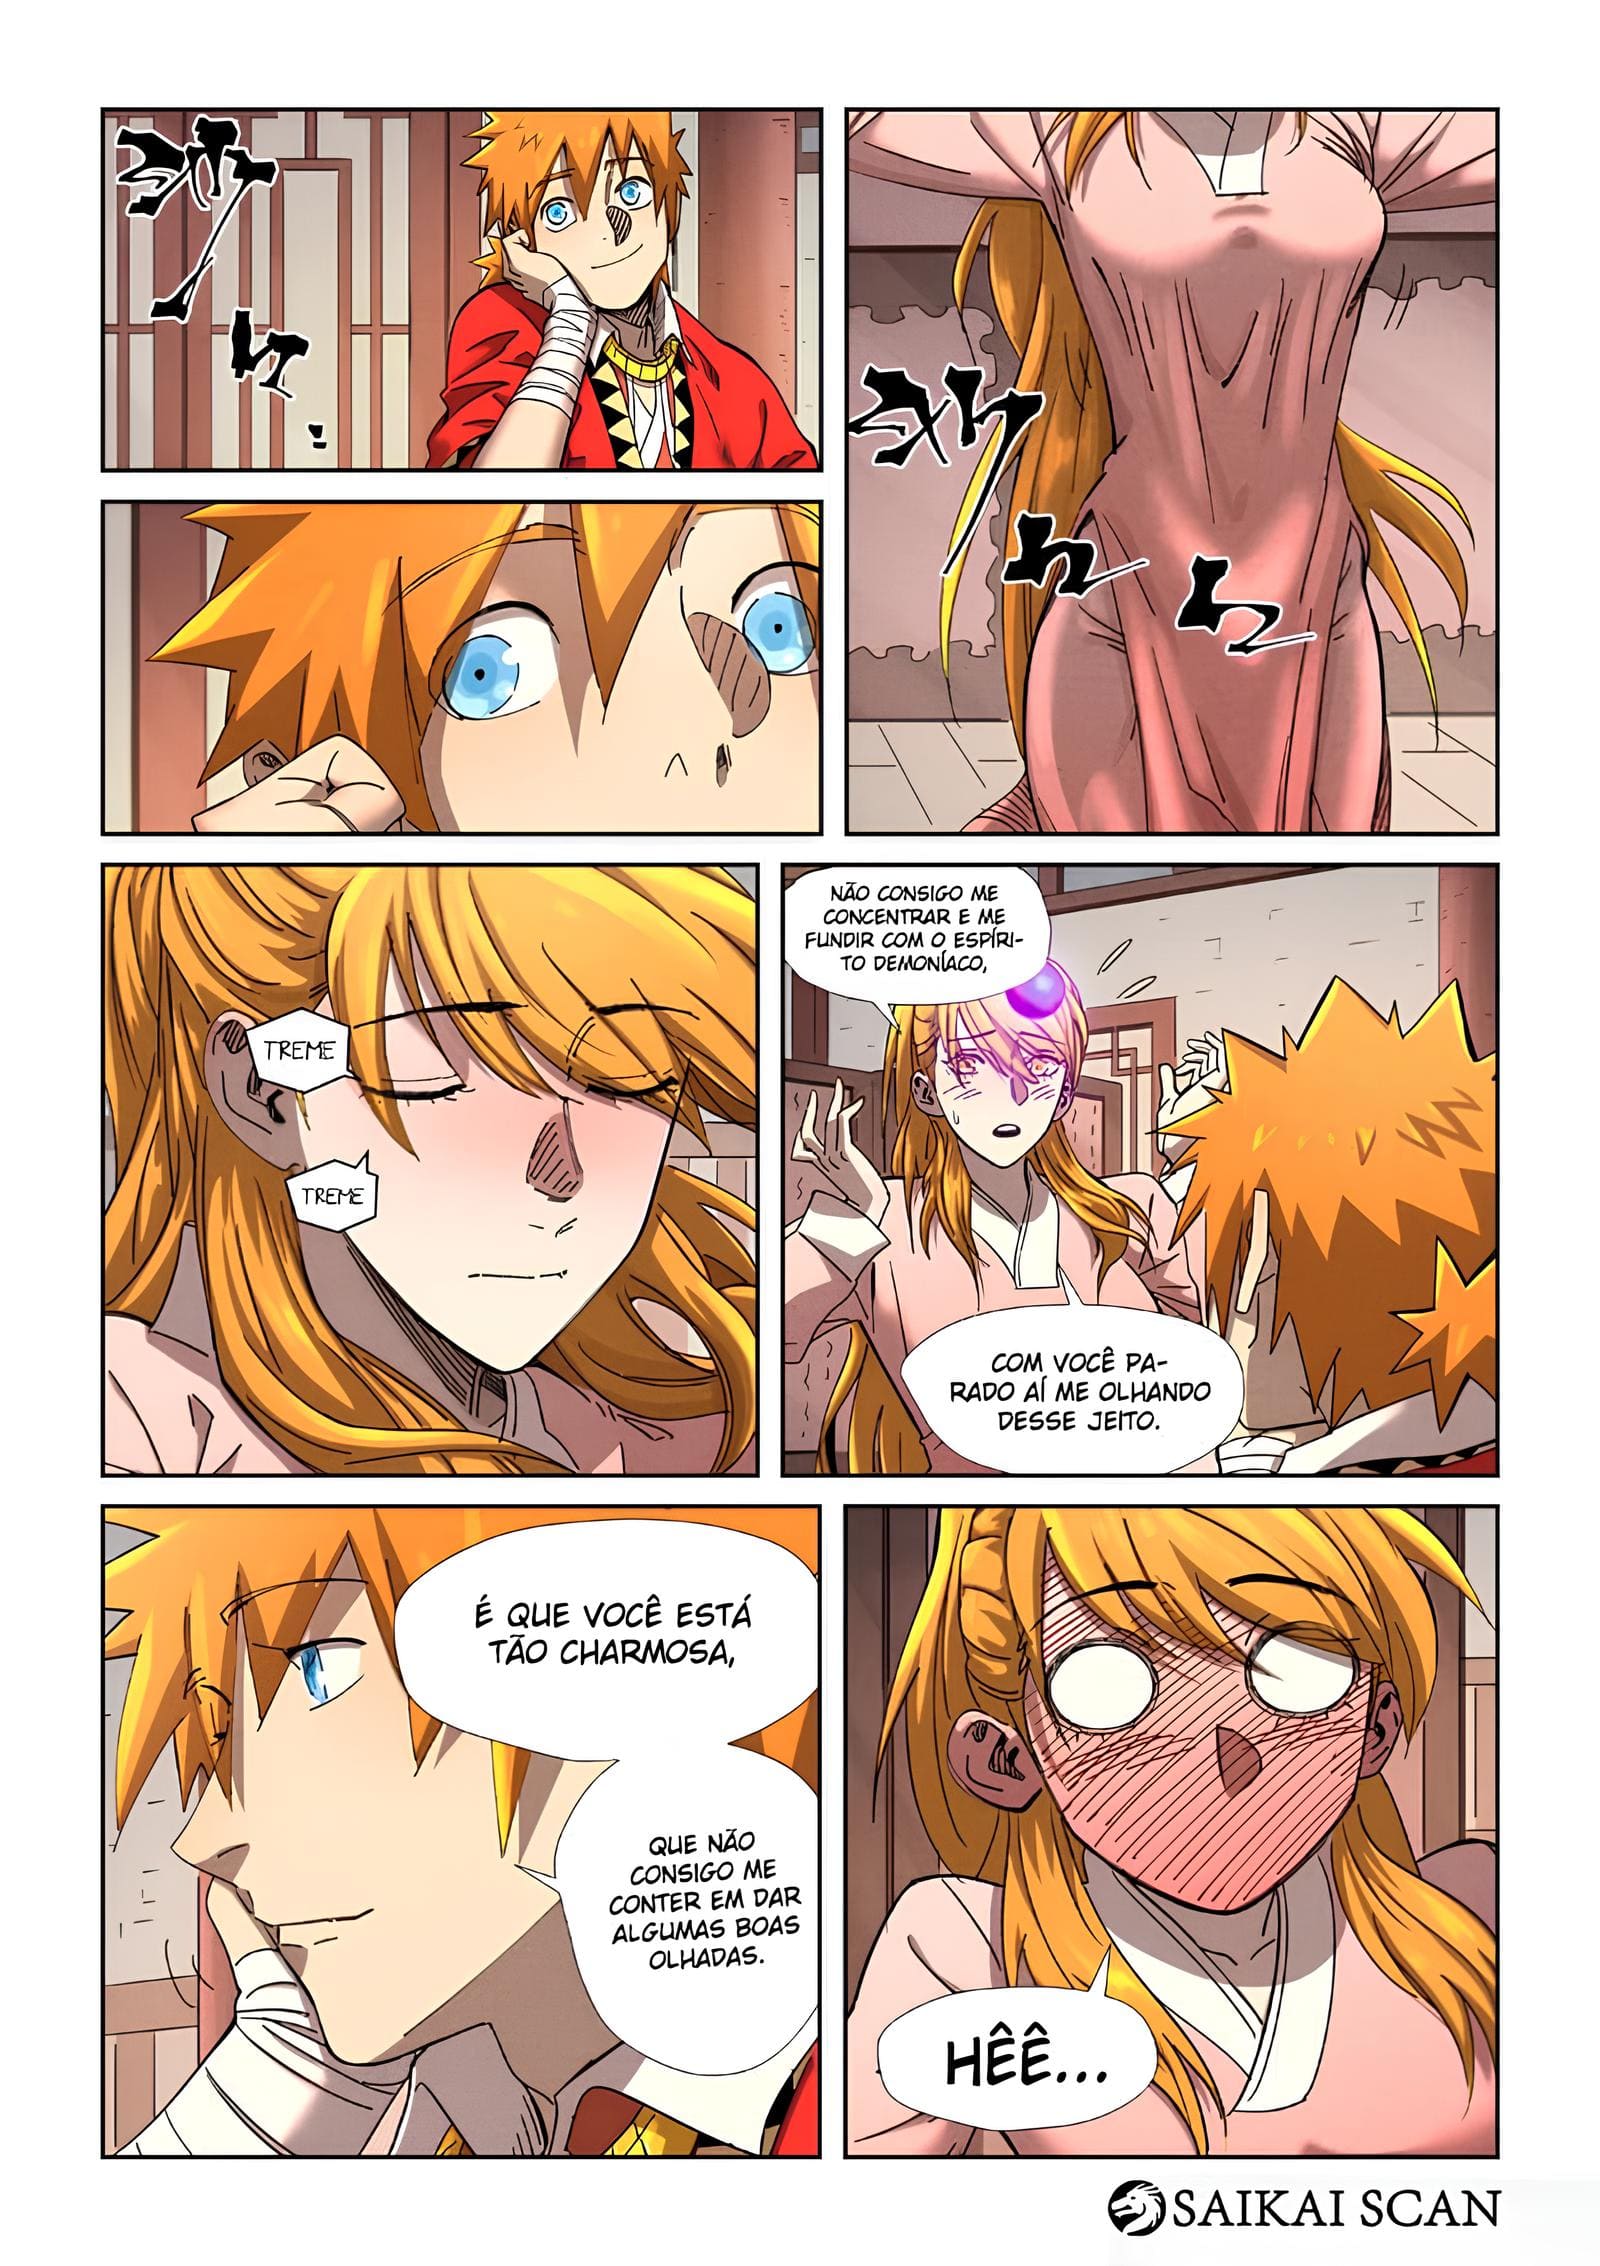 TREME
TREME
NÃO CONSIGO ME
CONCENTRAR E ME
FUNDIR COM O ESPÍRI-
TO DEMONÍACO,
COM VOCÊ PA-
RADO AÍ ME OLHANDO
DESSE JEITO.
É QUE VOCÊ ESTÁ
TÃO CHARMOSA,
QUE NÃO
CONSIGO ME
CONTER EM DAR
ALGUMAS BOAS
OLHADAS.
HÊÊ...
SAIKAI SCAN